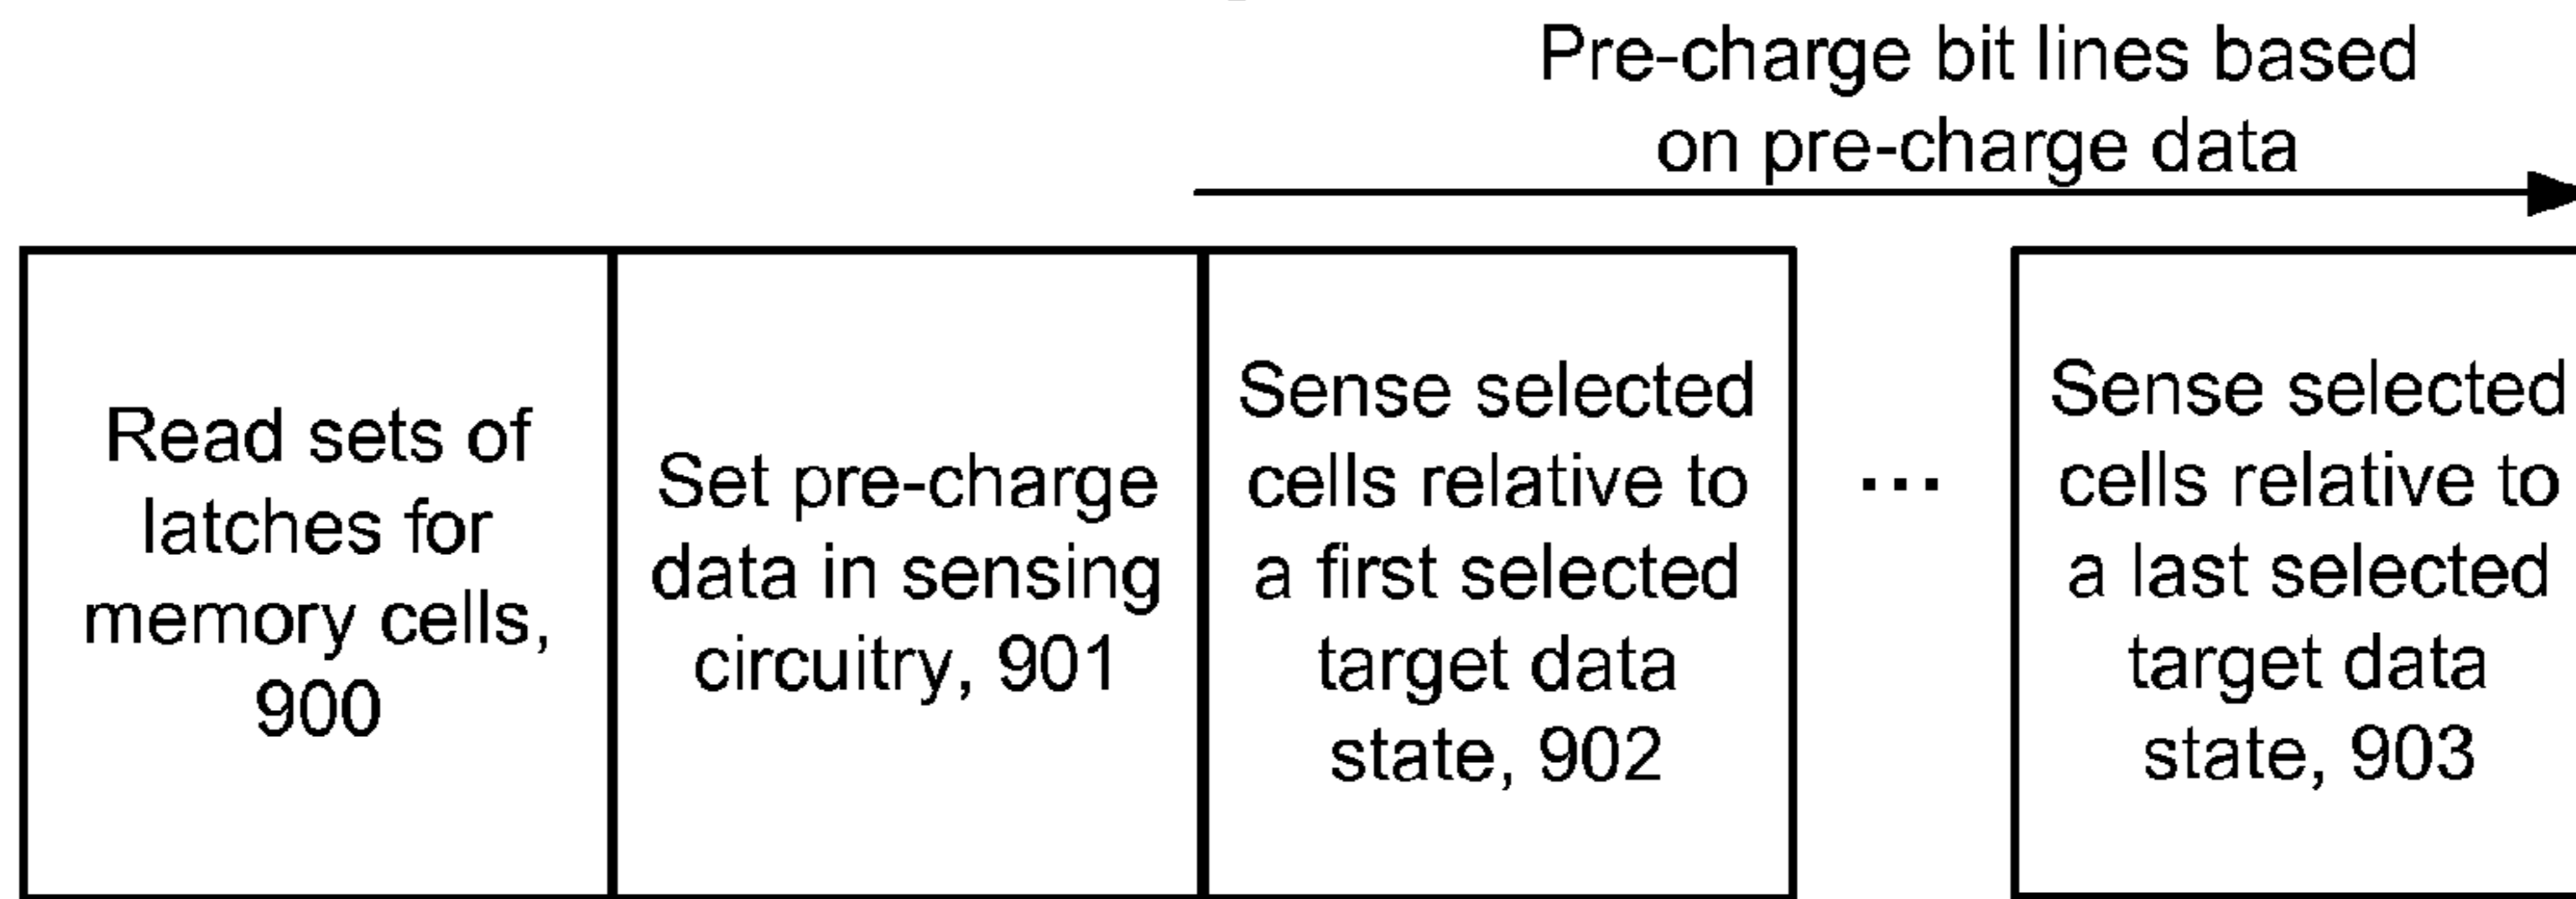 Pre-charge bit lines based
on pre-charge data
Read sets of
latches for
memory cells,
900
Set pre-charge
data in sensing
circuitry, 901
Sense selected
cells relative to
a first selected
target data
state, 902
...
Sense selected
cells relative to
a last selected
target data
state, 903